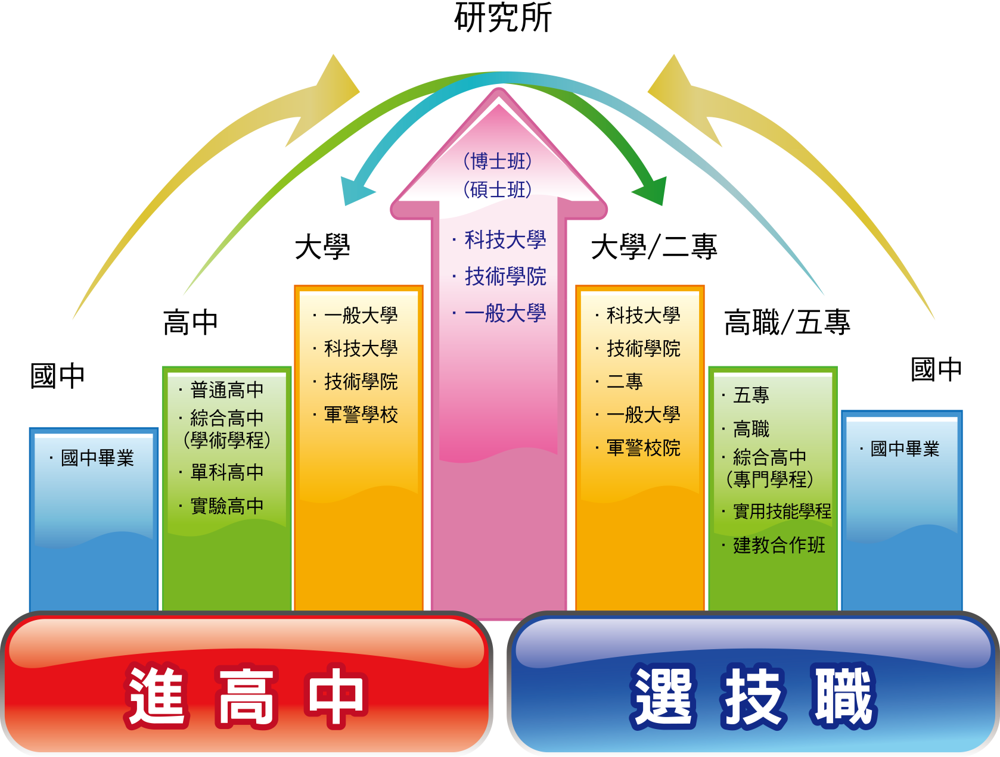 研究所
（博士班）
（碩士班）
· 科技大學
· 技術學院
· 一般大學
大學
· 一般大學
· 科技大學
· 技術學院
· 軍警學校
大學/二專
· 科技大學
· 技術學院
· 二專
· 一般大學
· 軍警校院
高中
· 普通高中
· 綜合高中
（學術學程）
· 單科高中
· 實驗高中
高職/五專
· 五專
· 高職
· 綜合高中
（專門學程）
· 實用技能學程
· 建教合作班
國中
· 國中畢業
國中
· 國中畢業
進高中
選技職